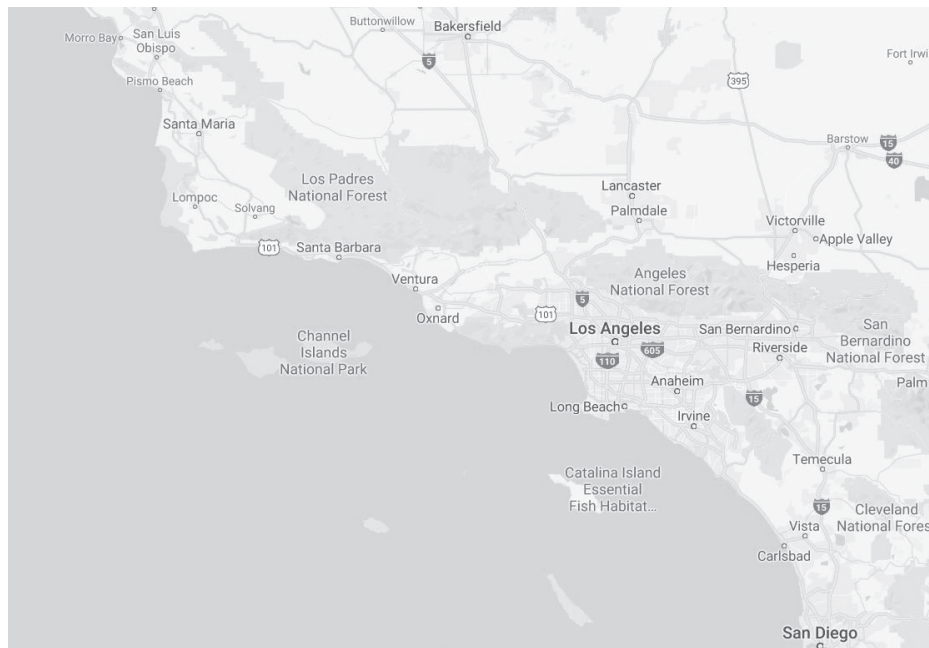 Buttonwillow
Bakersfield
Morro Bay
San Luis
Obispo
5
Fort Irwi
Pismo Beach
395
Santa Maria
Barstow
15
40
Los Padres
National Forest
Lancaster
Lompoc
Solvang
Palmdale
Victorville
101
Santa Barbara
Apple Valley
Hesperia
Ventura
Angeles
National Forest
5
Oxnard
101
Los Angeles
San Bernardino
San
Bernardino
National Forest
Channel
Islands
National Park
110
605
Riverside
Anaheim
Palm
15
Long Beach
Irvine
Temecula
Catalina Island
Essential
Fish Habitat...
15
Cleveland
National Fores
Vista
Carlsbad
San Diego